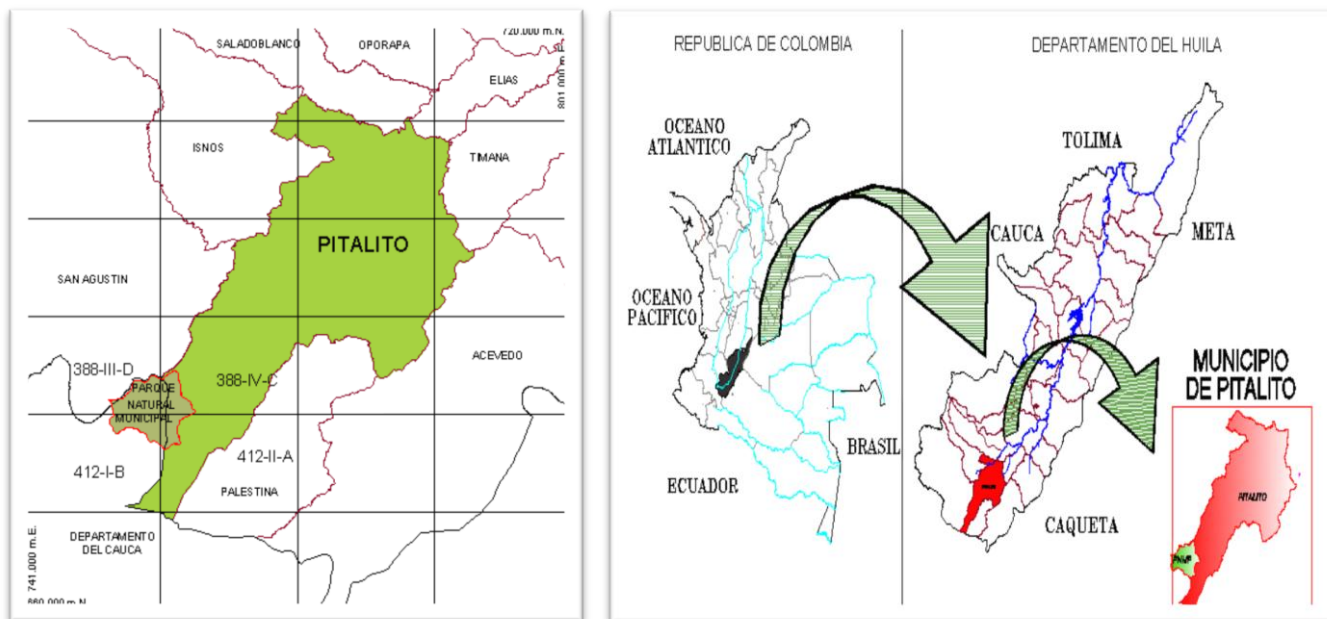 720.000 m.N.
SALADOBLANCO
OPORAPA
ELIAS
801.000 m
ISNOS
TIMANA
PITALITO
SAN AGUSTIN
ACEVEDO
388-III-D
388-IV-C
PARQUE
NATURAL
MUNICIPAL
412-I-B
412-II-A
PALESTINA
DEPARTAMENTO
DEL CAUCA
741.000 m.E.
660.000 m.N
REPUBLICA DE COLOMBIA
OCEANO
ATLANTICO
OCEANO
PACIFICO
BRASIL
ECUADOR
DEPARTAMENTO DEL HUILA
TOLIMA
CAUCA
META
CAQUETA
MUNICIPIO
DE PITALITO
PITALITO